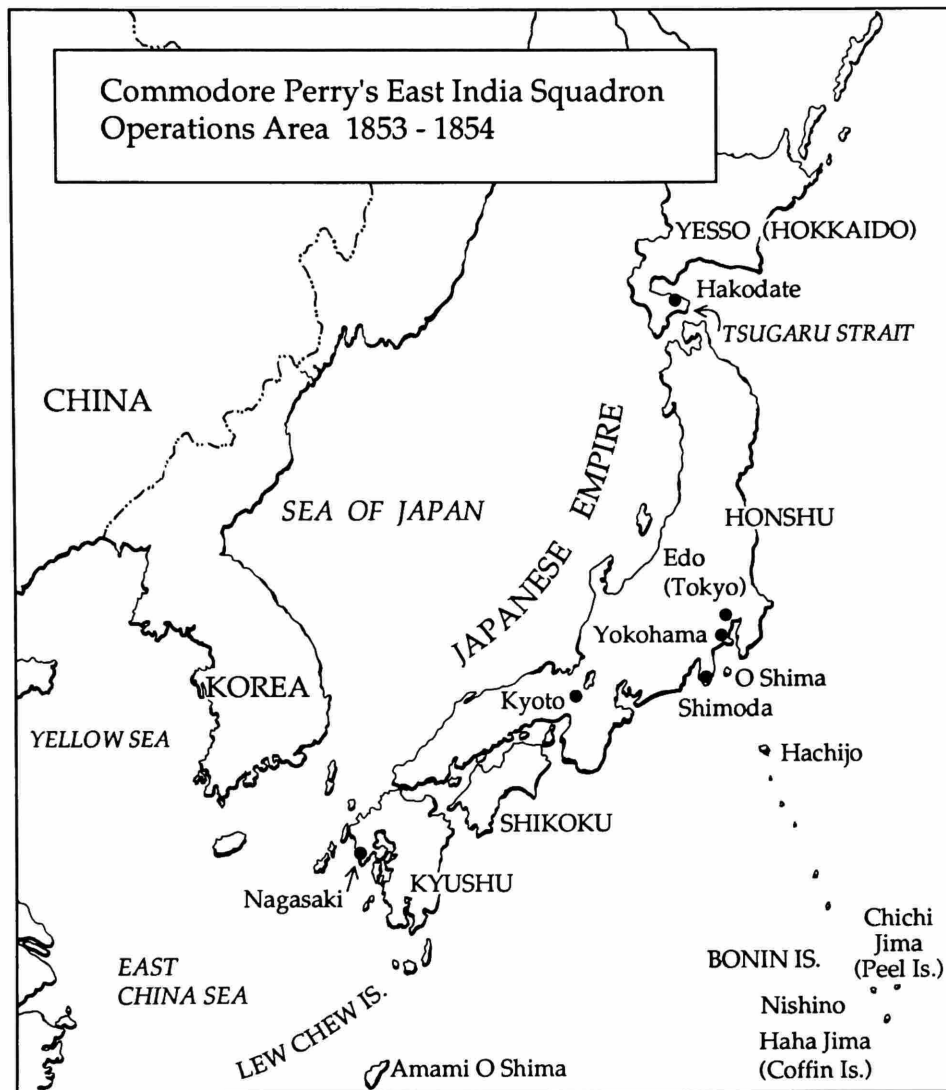 Commodore Perry's East India Squadron
Operations Area 1853 - 1854
YESSO (HOKKAIDO)
Hakodate
TSUGARU STRAIT
CHINA
SEA OF JAPAN
JAPANESE EMPIRE
HONSHU
Edo
(Tokyo)
Yokohama
KOREA
O Shima
Kyoto
Shimoda
YELLOW SEA
Hachijo
SHIKOKU
KYUSHU
Nagasaki
Chichi
Jima
(Peel Is.)
BONIN IS.
EAST
CHINA SEA
LEW CHEW IS.
Nishino
Haha Jima
(Coffin Is.)
Amami O Shima